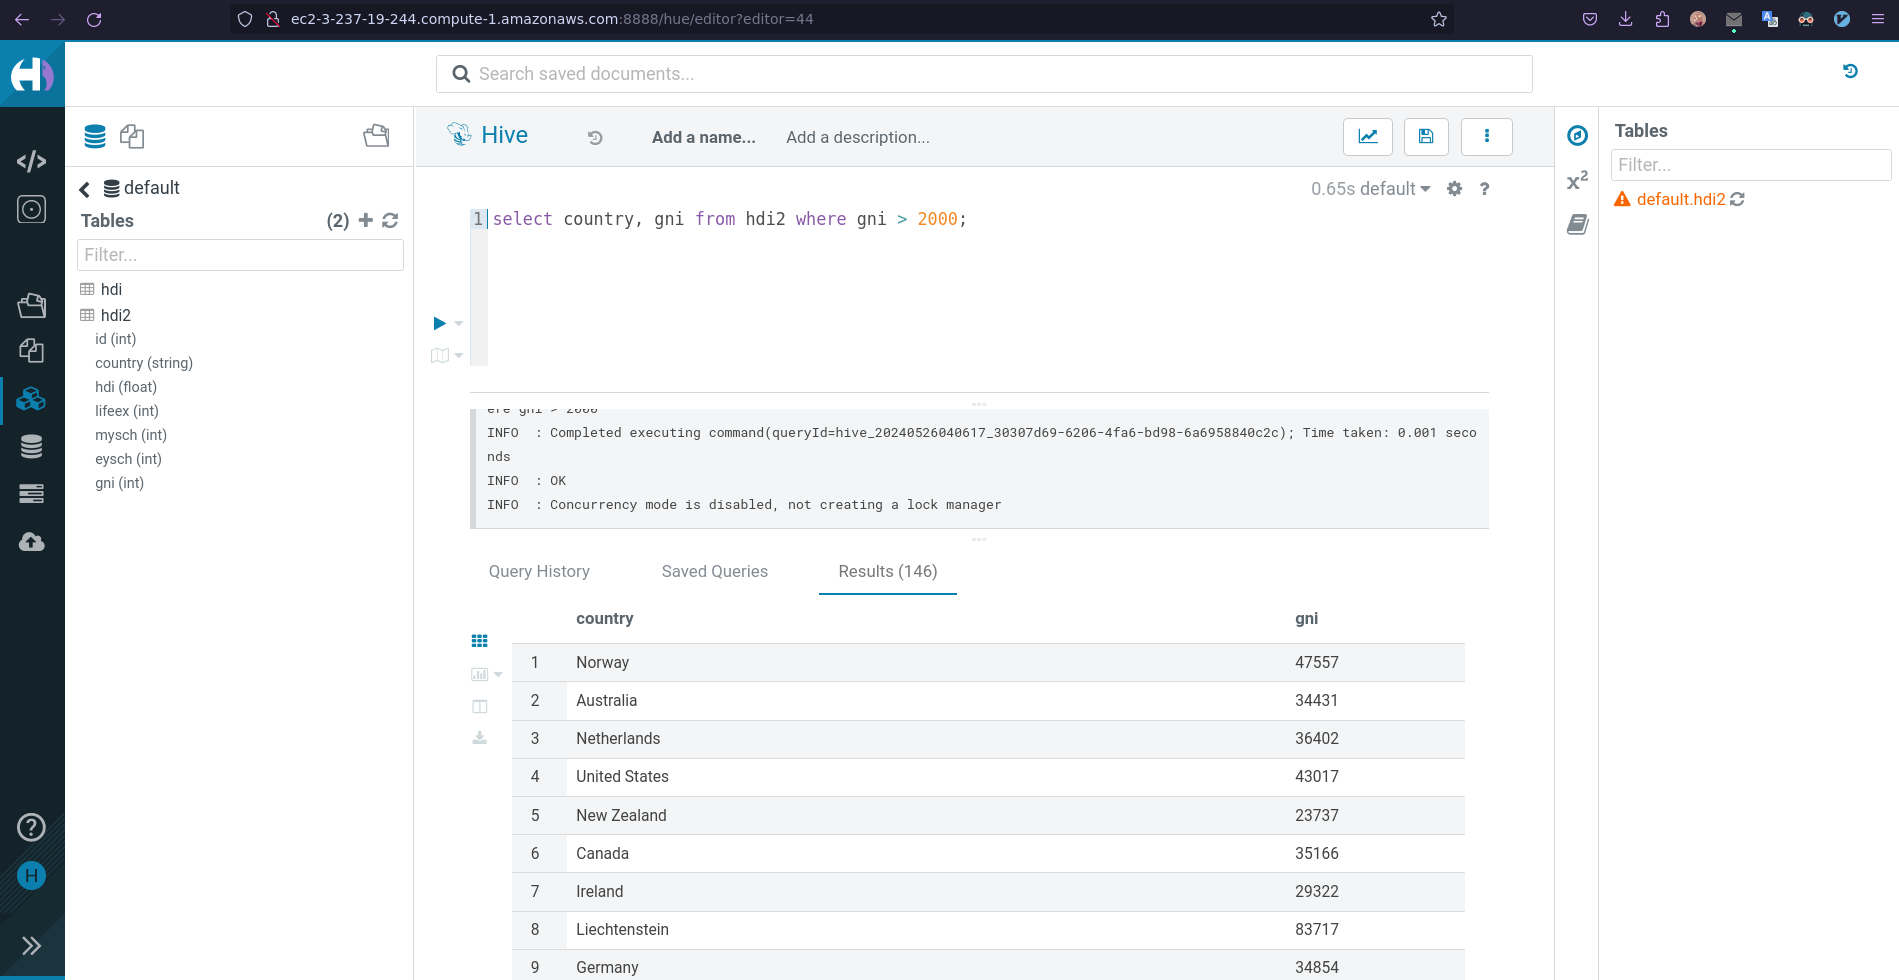 ec2-3-237-19-244.compute-1.amazonaws.com:8888/hue/editor?editor=44
Search saved documents...
default
Tables (2)
Filter...
hdi
hdi2
id (int)
country (string)
hdi (float)
lifeex (int)
mysch (int)
eysch (int)
gni (int)
H
Hive Add a name... Add a description...
0.65s default ?
1 select country, gni from hdi2 where gni > 2000;
ere gni > 2000
INFO : Completed executing command(queryId=hive_20240526040617_30307d69-6206-4fa6-bd98-6a6958840c2c); Time taken: 0.001 seco
nds
INFO : OK
INFO : Concurrency mode is disabled, not creating a lock manager
Query History Saved Queries Results (146)
country gni
1 Norway 47557
2 Australia 34431
3 Netherlands 36402
4 United States 43017
5 New Zealand 23737
6 Canada 35166
7 Ireland 29322
8 Liechtenstein 83717
9 Germany 34854
x²
Tables
Filter...
default.hdi2